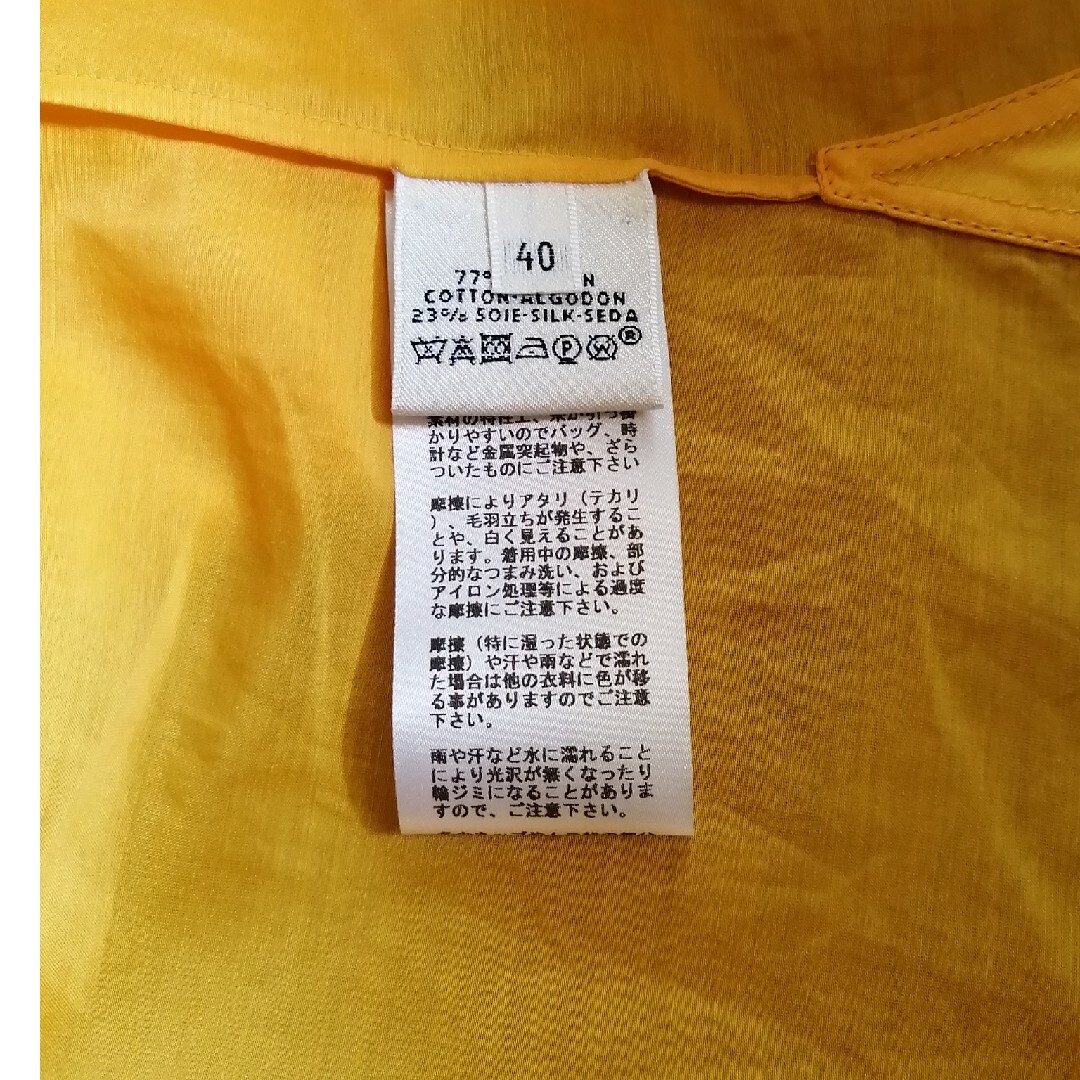 40
77%
COTTON-ALGODON
23% SOIE-SILK-SEDA
かりやすいのでバッグ、時
計など金属突起物や、ざら
ついたものにご注意下さい
摩擦によりアタリ(テカリ
)、毛羽立ちが発生するこ
とや、白く見えることがあ
ります。着用中の摩擦、部
分的なつまみ洗い、および
アイロン処理等による過度
な摩擦にご注意下さい。
摩擦(特に湿った状態での
摩擦)や汗や雨などで濡れ
た場合は他の衣料に色が移
る事がありますのでご注意
下さい。
雨や汗など水に濡れること
により光沢が無くなったり
輪ジミになることがありま
すので、ご注意下さい。